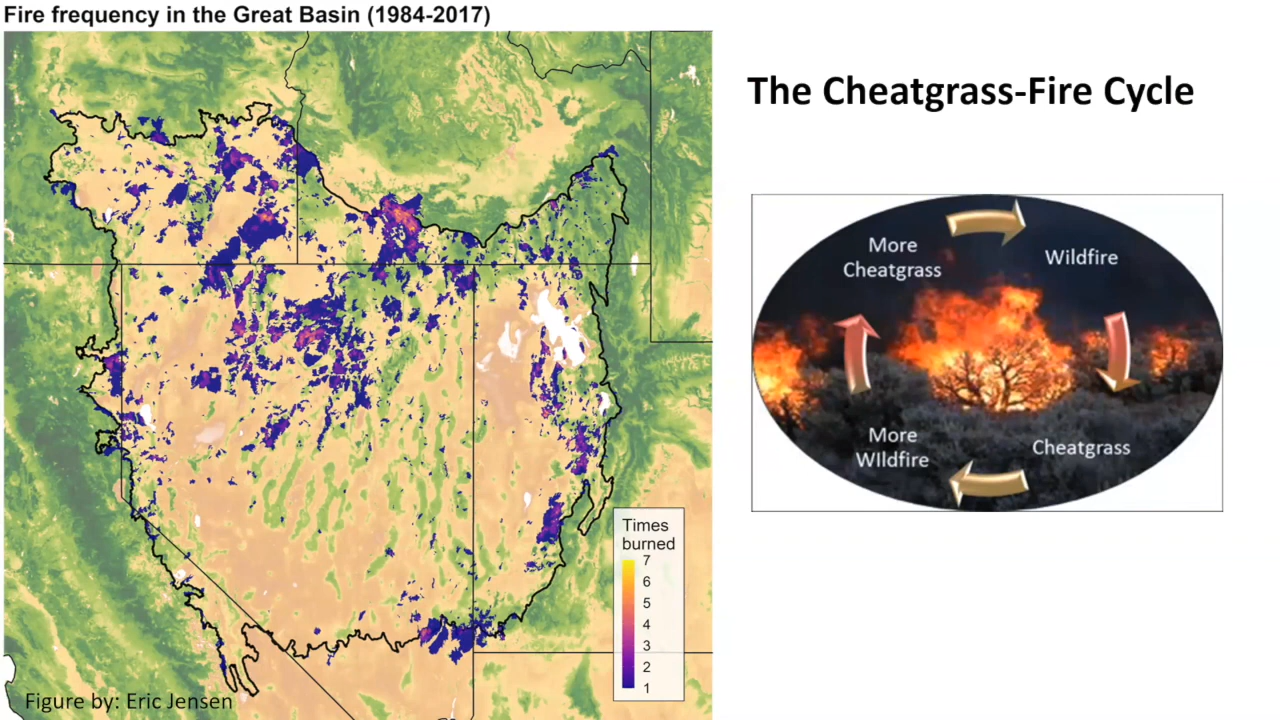 Fire frequency in the Great Basin (1984-2017)
The Cheatgrass-Fire Cycle
More
Cheatgrass
Wildfire
More
WIldfire
Cheatgrass
Times
burned
7
6
5
4
3
2
1
Figure by: Eric Jensen